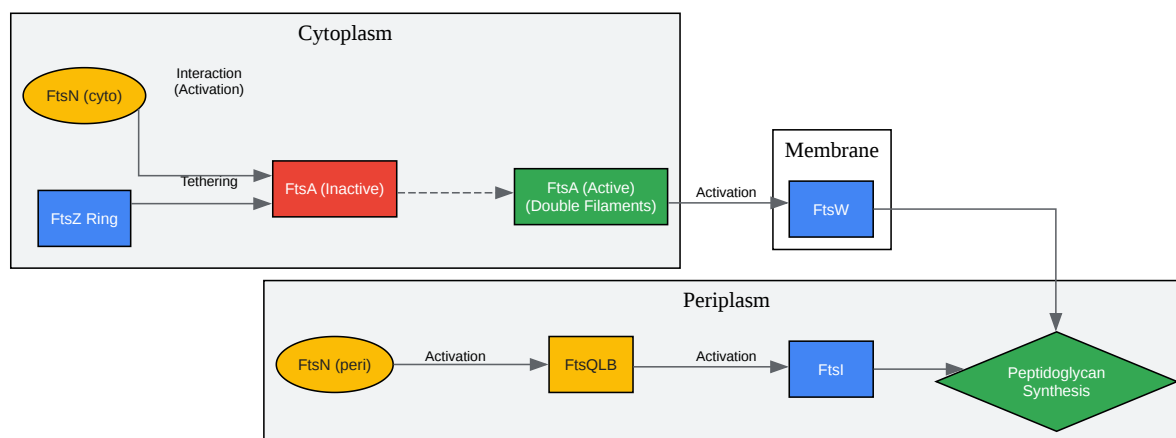 Cytoplasm
Interaction
(Activation)
FtsN (cyto)
Tethering
FtsZ Ring
FtsA (Inactive)
FtsA (Active)
(Double Filaments)
Activation
Membrane
FtsW
Periplasm
FtsN (peri)
Activation
FtsQLB
Activation
FtsI
Peptidoglycan
Synthesis